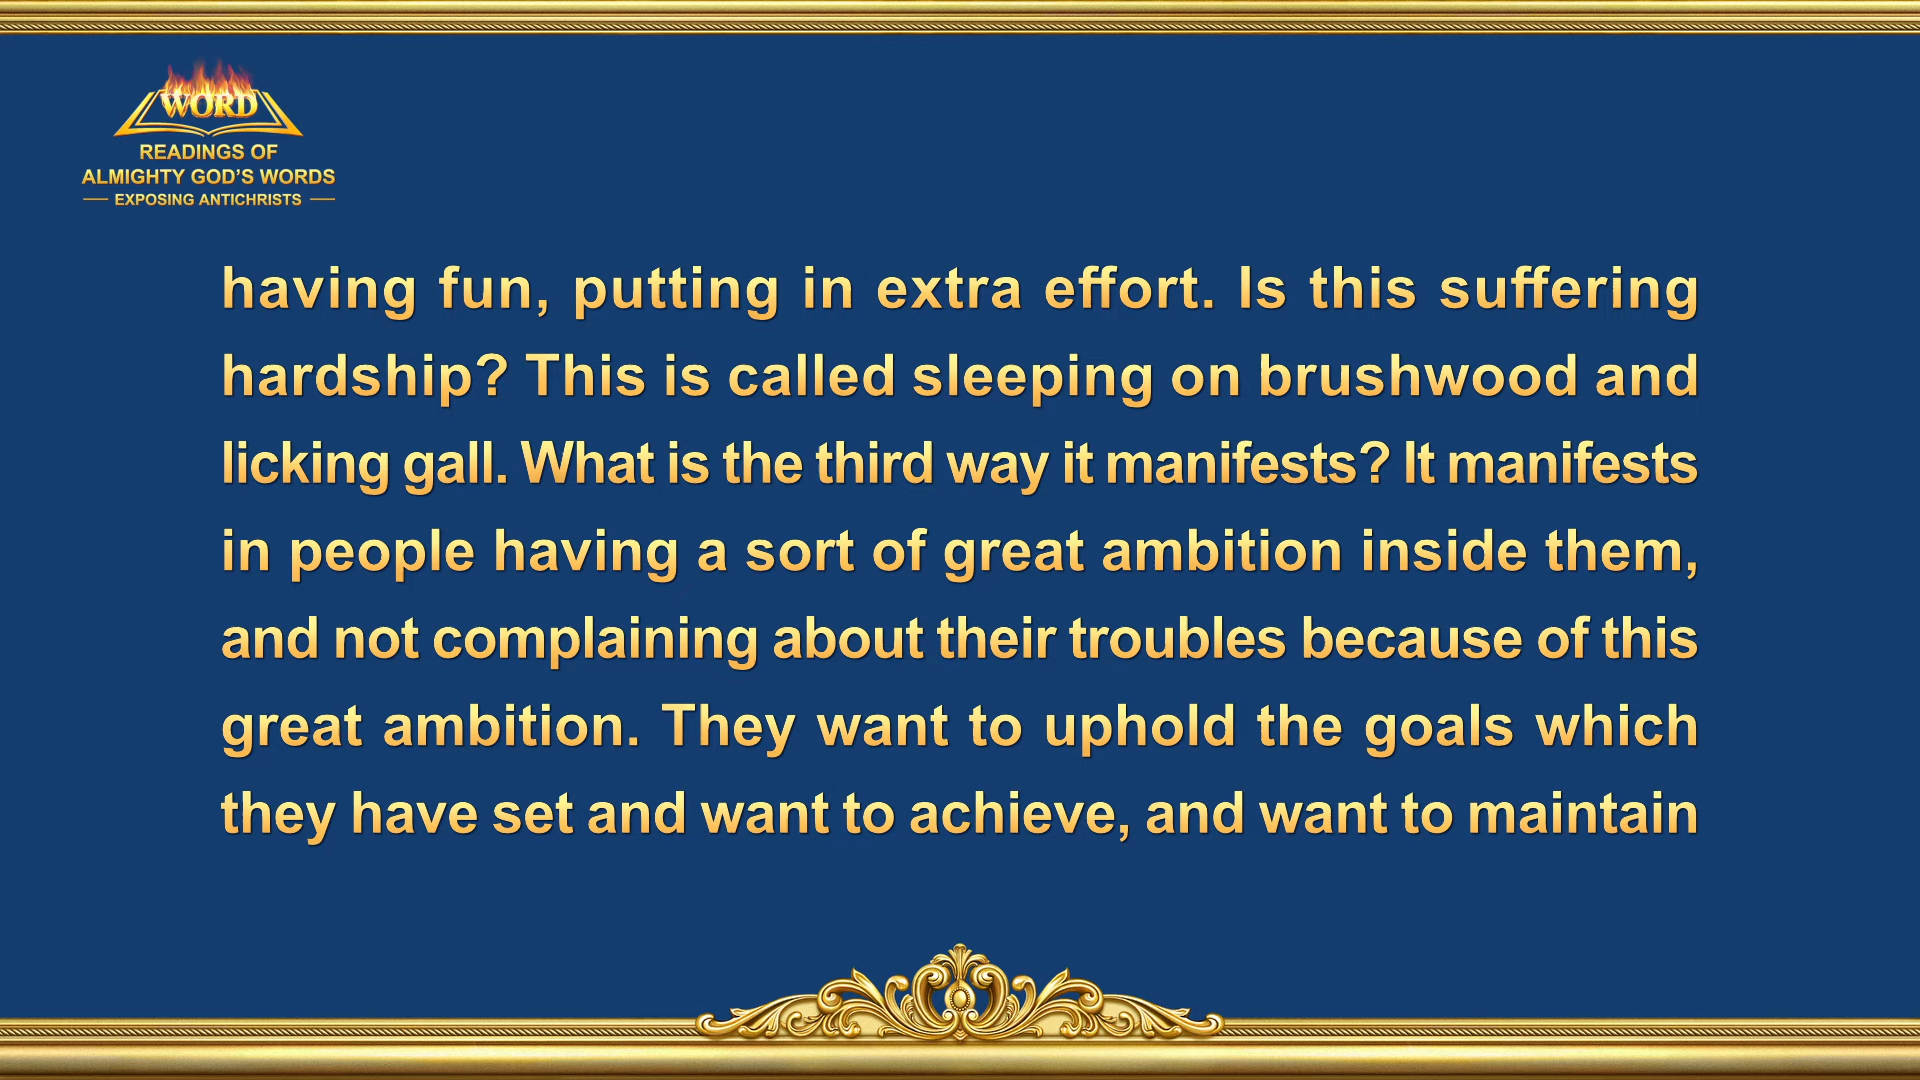 WORD
READINGS OF
ALMIGHTY GOD'S WORDS
EXPOSING ANTICHRISTS
having fun, putting in extra effort. Is this suffering
hardship? This is called sleeping on brushwood and
licking gall. What is the third way it manifests? It manifests
in people having a sort of great ambition inside them,
and not complaining about their troubles because of this
great ambition. They want to uphold the goals which
they have set and want to achieve, and want to maintain